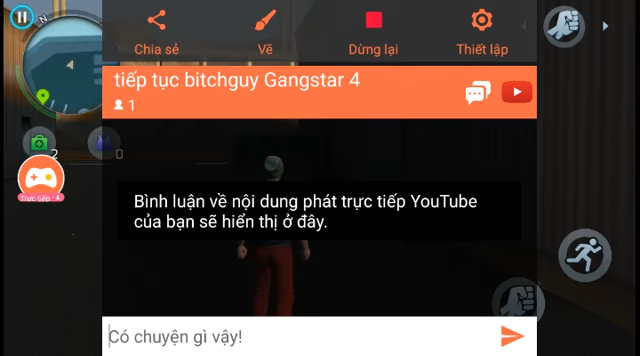 Chia sẻ
Vẽ
Dừng lại
Thiết lập
tiếp tục bitchguy Gangstar 4
1
N
2
Trực tiếp
Bình luận về nội dung phát trực tiếp YouTube
của bạn sẽ hiển thị ở đây.
Có chuyện gì vậy!